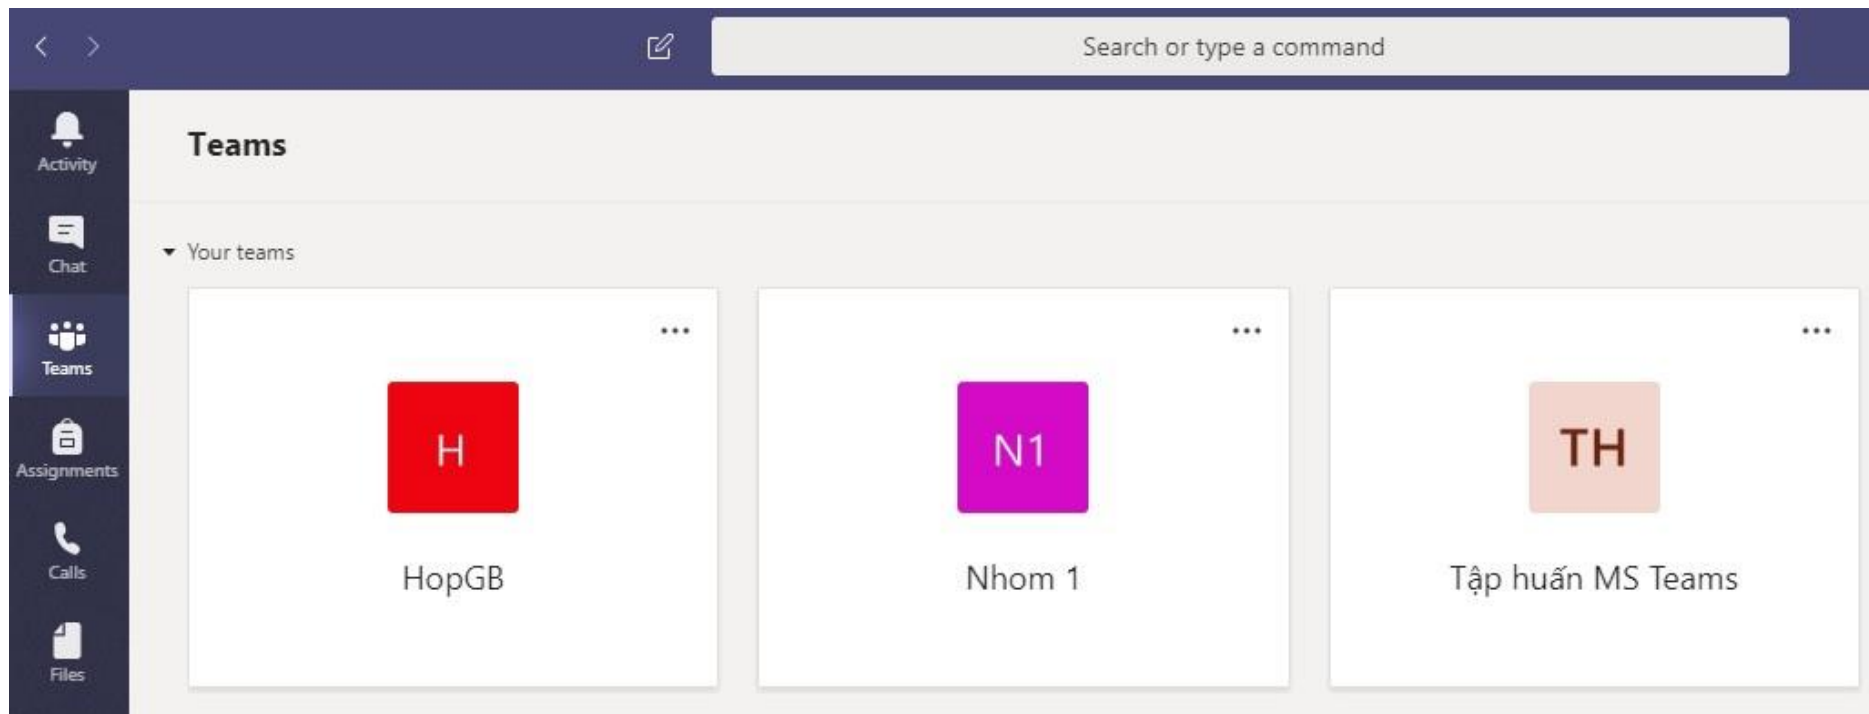 Search or type a command
Activity
Chat
Teams
Assignments
Calls
Files
Teams
Your teams
H
HopGB
N1
Nhom 1
TH
Tập huấn MS Teams